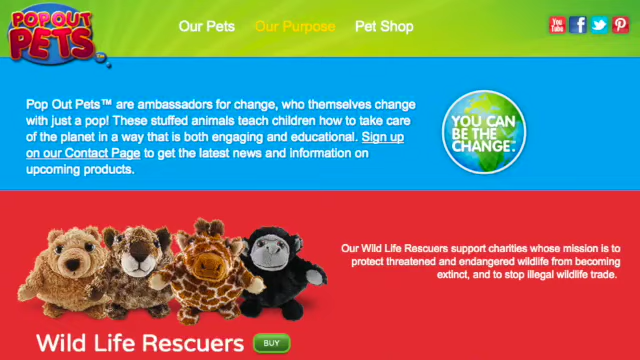 POP OUT
PETS™
Our Pets Our Purpose Pet Shop
You
Tube
Pop Out Pets™ are ambassadors for change, who themselves change
with just a pop! These stuffed animals teach children how to take care
of the planet in a way that is both engaging and educational. Sign up
on our Contact Page to get the latest news and information on
upcoming products.
YOU CAN
BE THE
CHANGE™
Our Wild Life Rescuers support charities whose mission is to
protect threatened and endangered wildlife from becoming
extinct, and to stop illegal wildlife trade.
Wild Life Rescuers BUY